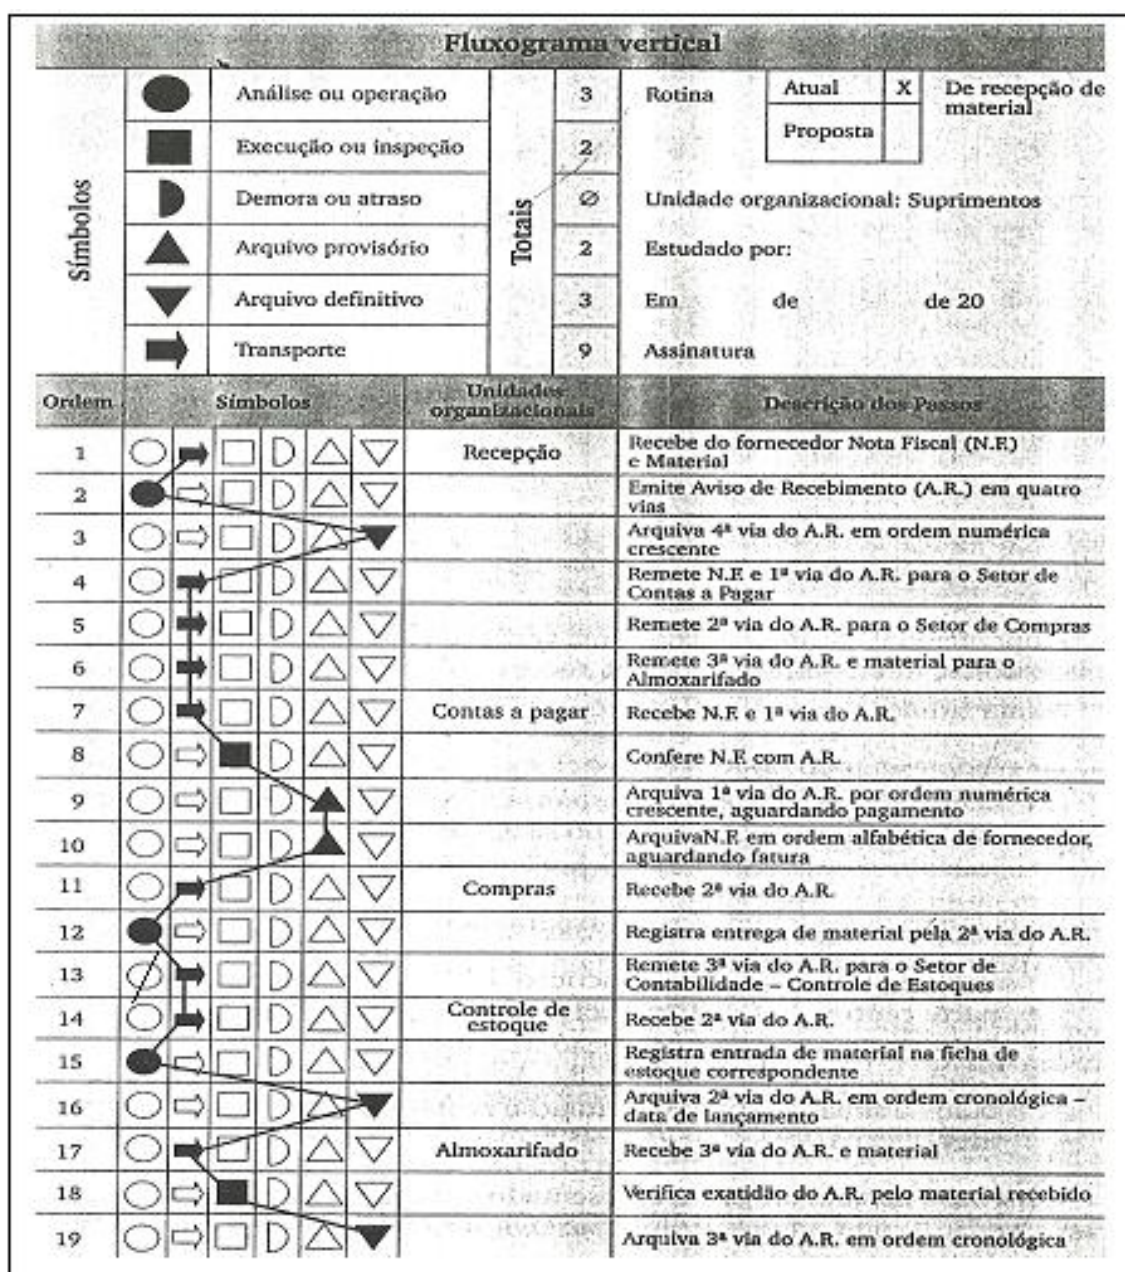 Fluxograma vertical
Símbolos
Análise ou operação
Execução ou inspeção
Demora ou atraso
Arquivo provisório
Arquivo definitivo
Transporte
Totais
3
2
∅
2
3
9
Rotina
Atual X
Proposta
De recepção de
material
Unidade organizacional: Suprimentos
Estudado por:
Em de de 20
Assinatura
Ordem Símbolos Unidades
organizacionais Descrição dos Passos
1 Recepção Recebe do fornecedor Nota Fiscal (N.F.)
e Material
2 Emite Aviso de Recebimento (A.R.) em quatro
vias
3 Arquiva 4ª via do A.R. em ordem numérica
crescente
4 Remete N.F. e 1ª via do A.R. para o Setor de
Contas a Pagar
5 Remete 2ª via do A.R. para o Setor de Compras
6 Remete 3ª via do A.R. e material para o
Almoxarifado
7 Contas a pagar Recebe N.F. e 1ª via do A.R.
8 Confere N.F. com A.R.
9 Arquiva 1ª via do A.R. por ordem numérica
crescente, aguardando pagamento
10 ArquivaN.F. em ordem alfabética de fornecedor,
aguardando fatura
11 Compras Recebe 2ª via do A.R.
12 Registra entrega de material pela 2ª via do A.R.
13 Remete 3ª via do A.R. para o Setor de
Contabilidade – Controle de Estoques
14 Controle de
estoque Recebe 2ª via do A.R.
15 Registra entrada de material na ficha de
estoque correspondente
16 Arquiva 2ª via do A.R. em ordem cronológica –
data de lançamento
17 Almoxarifado Recebe 3ª via do A.R. e material
18 Verifica exatidão do A.R. pelo material recebido
19 Arquiva 3ª via do A.R. em ordem cronológica